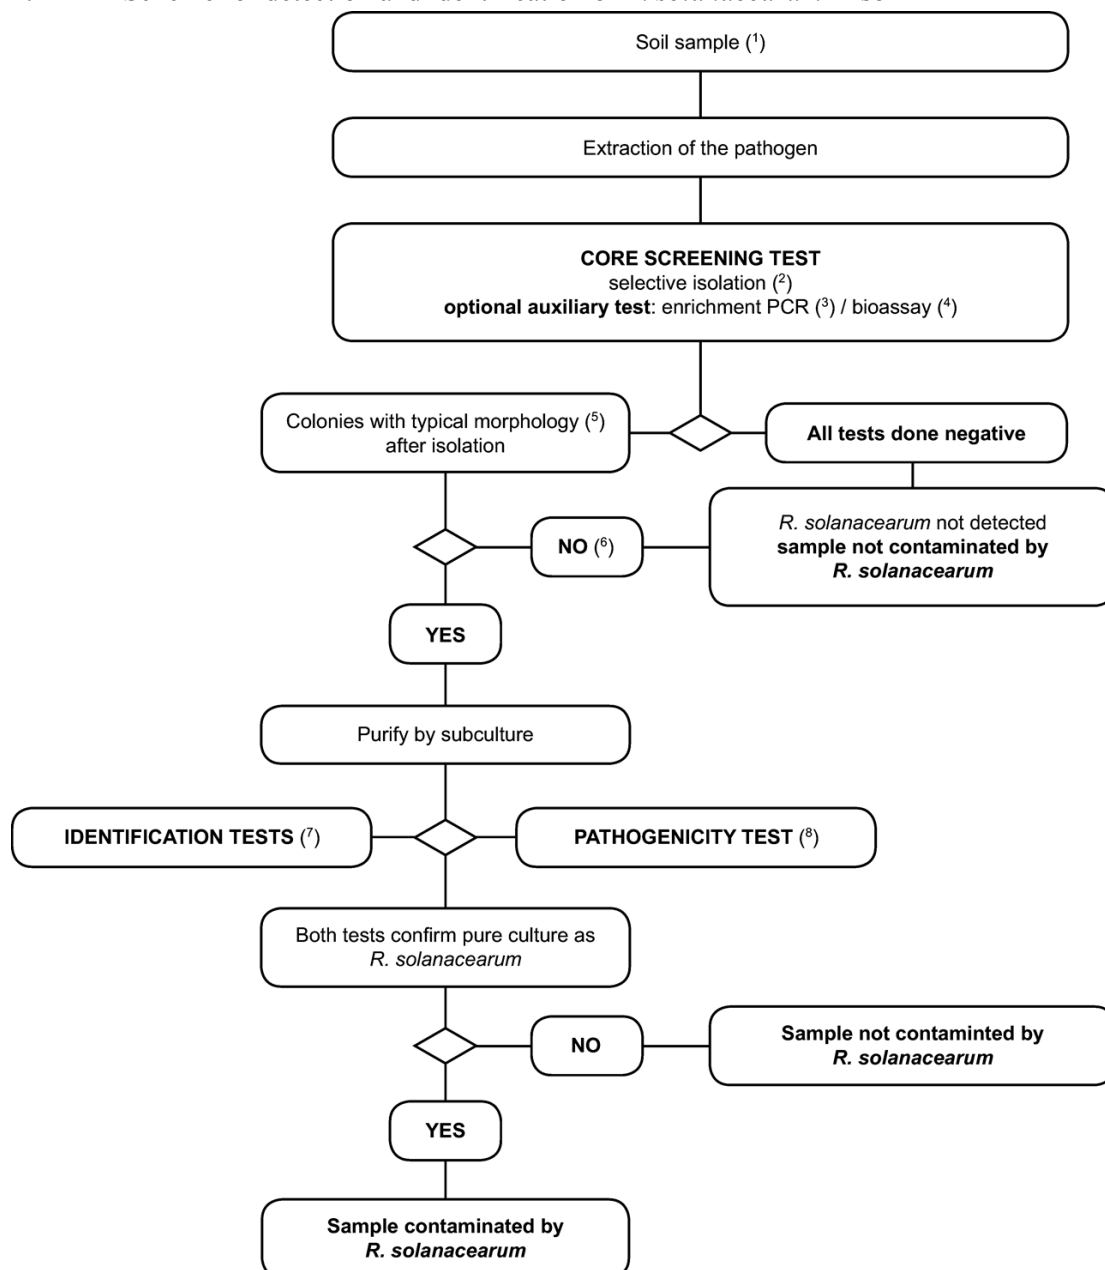 Soil sample (¹)
Extraction of the pathogen
CORE SCREENING TEST
selective isolation (²)
optional auxiliary test: enrichment PCR (³) / bioassay (⁴)
Colonies with typical morphology (⁵)
after isolation
All tests done negative
R. solanacearum not detected
sample not contaminated by
R. solanacearum
NO (⁶)
YES
Purify by subculture
IDENTIFICATION TESTS (⁷)
PATHOGENICITY TEST (⁸)
Both tests confirm pure culture as
R. solanacearum
NO
Sample not contaminted by
R. solanacearum
YES
Sample contaminated by
R. solanacearum